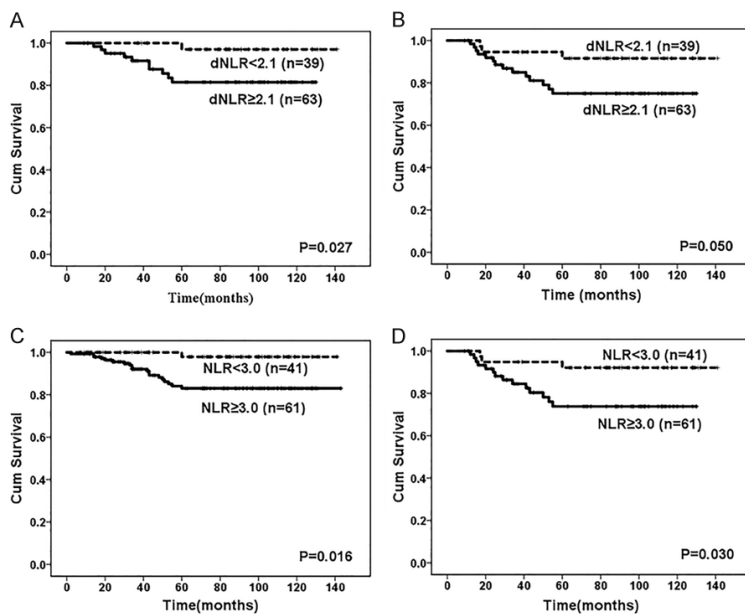 A
Cum Survival
1.0
0.8
0.6
0.4
0.2
0.0
dNLR<2.1 (n=39)
dNLR≥2.1 (n=63)
P=0.027
0 20 40 60 80 100 120 140
Time(months)
B
Cum Survival
1.0
0.8
0.6
0.4
0.2
0.0
dNLR<2.1 (n=39)
dNLR≥2.1 (n=63)
P=0.050
0 20 40 60 80 100 120 140
Time (months)
C
Cum Survival
1.0
0.8
0.6
0.4
0.2
0.0
NLR<3.0 (n=41)
NLR≥3.0 (n=61)
P=0.016
0 20 40 60 80 100 120 140
Time(months)
D
Cum Survival
1.0
0.8
0.6
0.4
0.2
0.0
NLR<3.0 (n=41)
NLR≥3.0 (n=61)
P=0.030
0 20 40 60 80 100 120 140
Time(months)